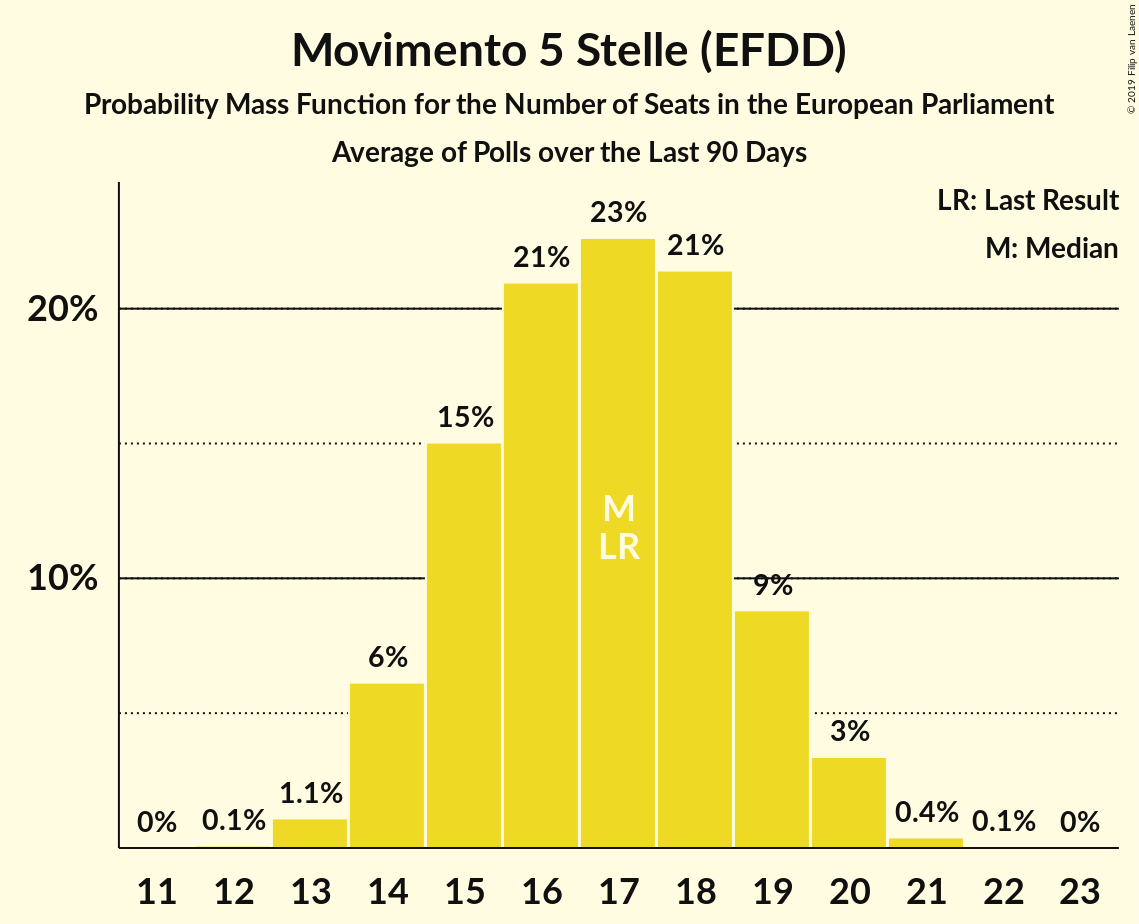 Movimento 5 Stelle (EFDD)
Probability Mass Function for the Number of Seats in the European Parliament
Average of Polls over the Last 90 Days
© 2019 Filip van Laenen
LR: Last Result
M: Median
20%
10%
0%
0.1%
1.1%
6%
15%
21%
23%
21%
9%
3%
0.4%
0.1%
0%
M
LR
11 12 13 14 15 16 17 18 19 20 21 22 23